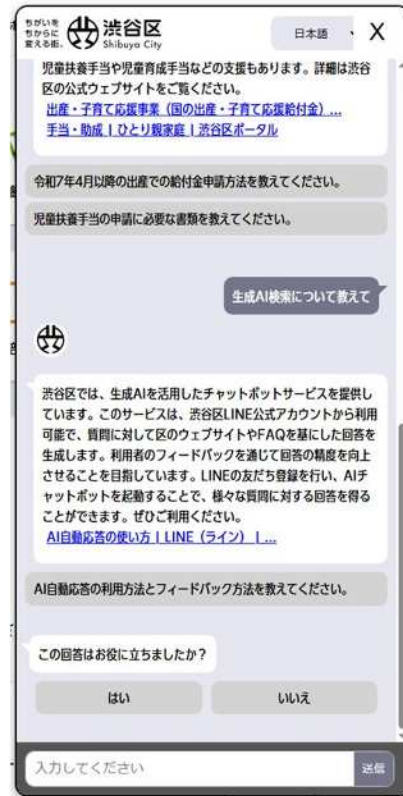 ちがいを
ちからに
変える街。
渋谷区
Shibuya City
日本語
X
児童扶養手当や児童育成手当などの支援もあります。詳細は渋谷
区の公式ウェブサイトをご覧ください。
出産・子育て応援事業（国の出産・子育て応援給付金）...
手当・助成 | ひとり親家庭 | 渋谷区ポータル
令和7年4月以降の出産での給付金申請方法を教えてください。
児童扶養手当の申請に必要な書類を教えてください。
生成AI検索について教えて
渋谷区では、生成AIを活用したチャットボットサービスを提供し
ています。このサービスは、渋谷区LINE公式アカウントから利用
可能で、質問に対して区のウェブサイトやFAQを基にした回答を
生成します。利用者のフィードバックを通じて回答の精度を向上
させることを目指しています。LINEの友だち登録を行い、AIチ
ャットボットを起動することで、様々な質問に対する回答を得る
ことができます。ぜひご利用ください。
AI自動応答の使い方 | LINE（ライン） | ...
AI自動応答の利用方法とフィードバック方法を教えてください。
この回答はお役に立ちましたか？
はい
いいえ
入力してください
送信